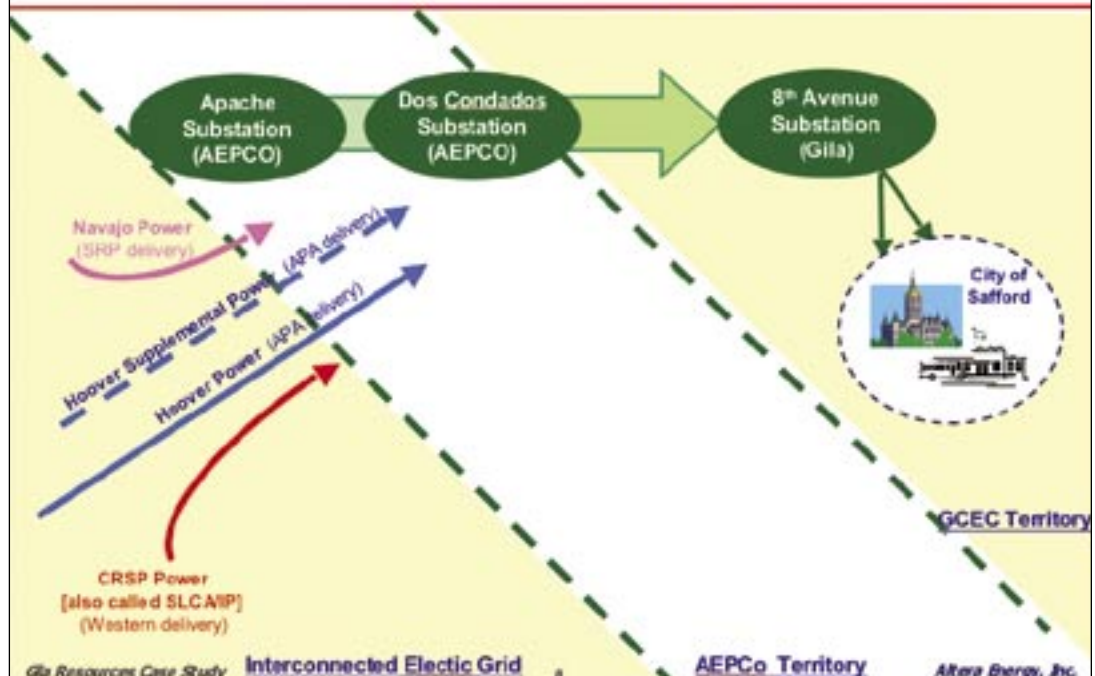 Apache
Substation
(AEPCO)
Dos Condados
Substation
(AEPCO)
8th Avenue
Substation
(Gila)
Navajo Power
(SRP delivery)
Hoover Supplemental Power (APA delivery)
Hoover Power (APA delivery)
City of
Safford
GCEC Territory
CRSP Power
[also called SLCA/IP]
(Western delivery)
Gila Resources Case Study
Interconnected Electic Grid
AEPCo Territory
Altera Energy, Inc.